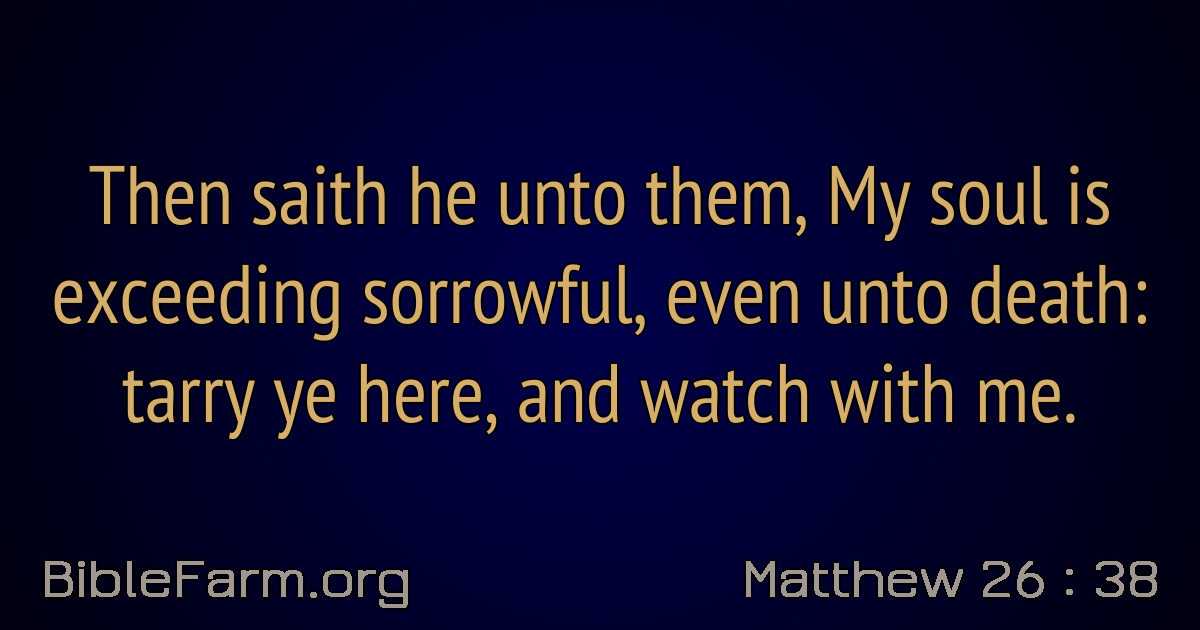 Then saith he unto them, My soul is
exceeding sorrowful, even unto death:
tarry ye here, and watch with me.
BibleFarm.org
Matthew 26 : 38